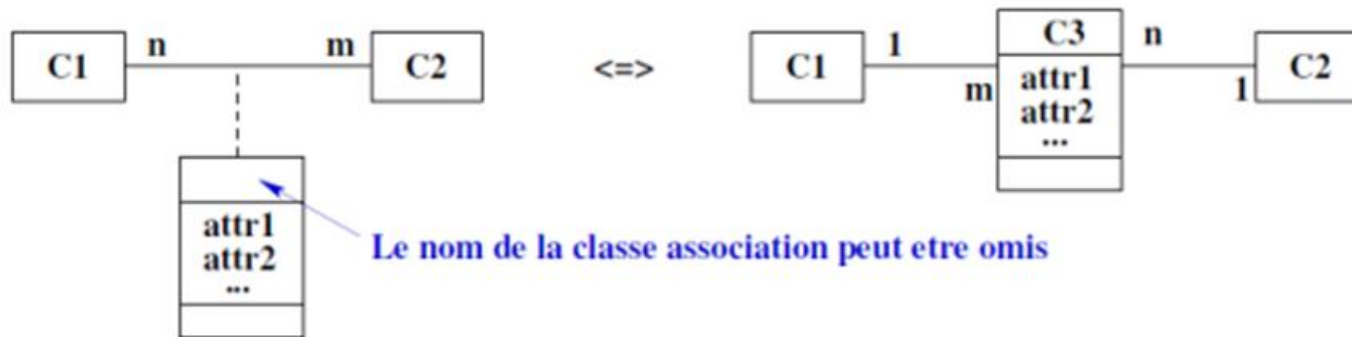 C1
n
m
C2
<=>
C1
1
m
C3
attr1
attr2
...
n
1
C2
attr1
attr2
...
Le nom de la classe association peut etre omis